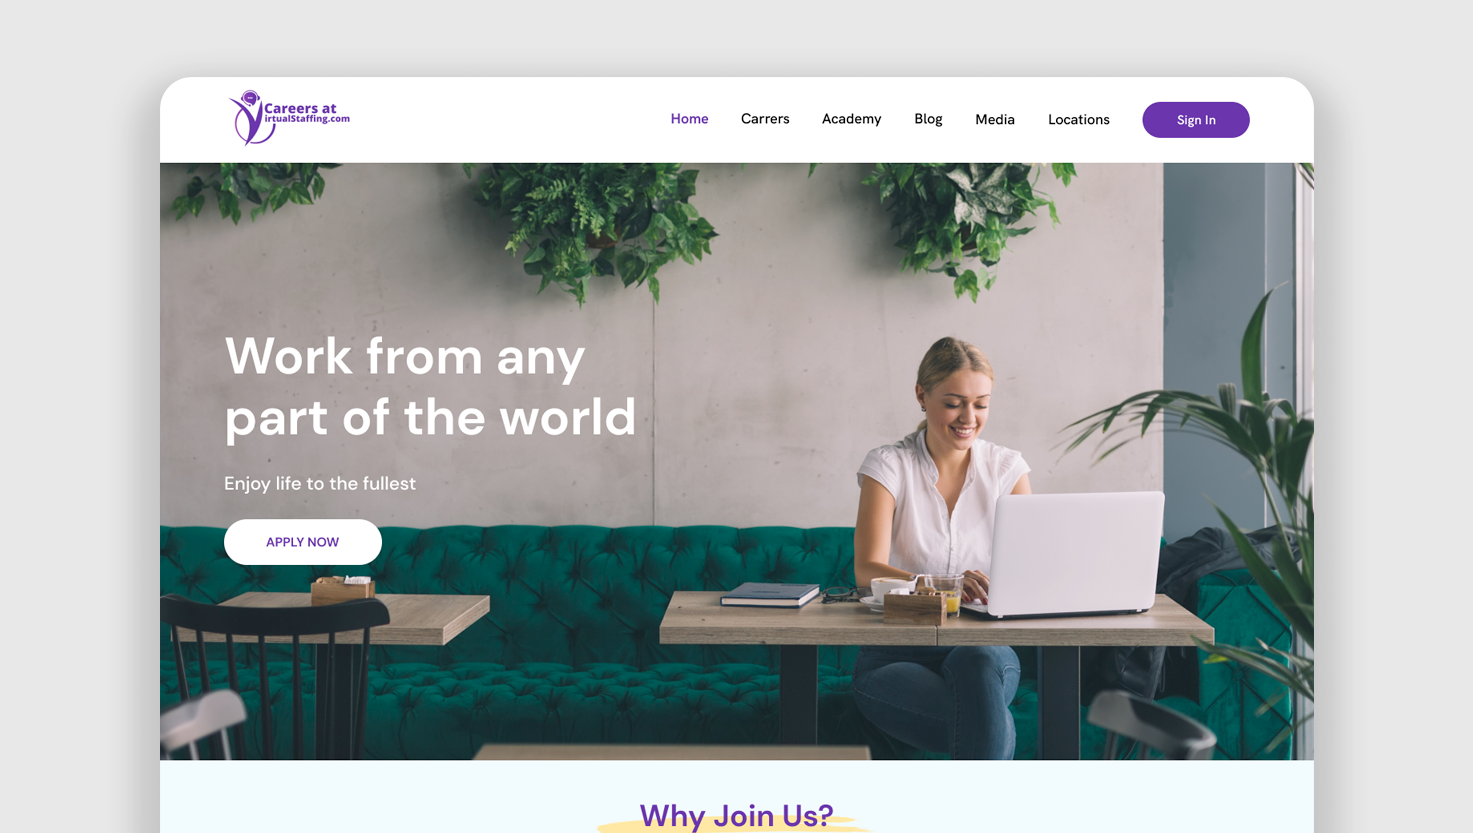 Careers at
irtualStaffing.com
Home Carrers Academy Blog Media Locations Sign In
Work from any
part of the world
Enjoy life to the fullest
APPLY NOW
Why Join Us?